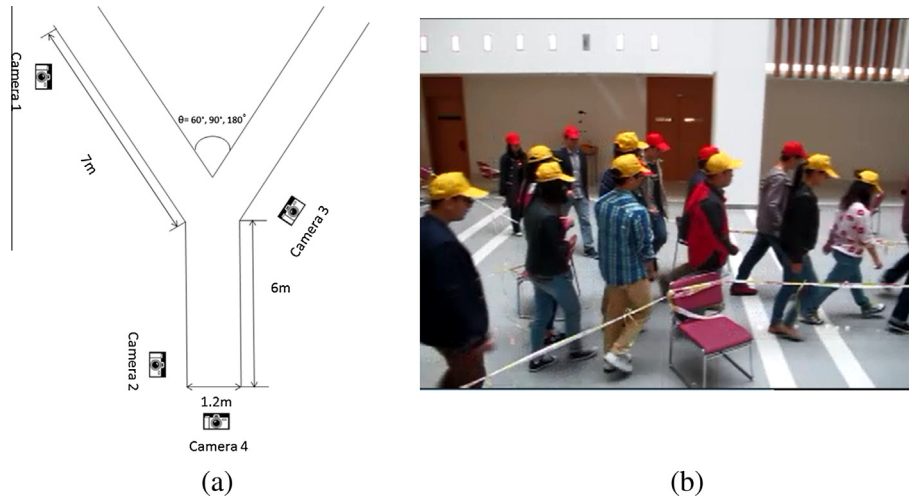 Camera 1
θ= 60°, 90°, 180°
7m
Camera 3
6m
Camera 2
1.2m
Camera 4
(a)
(b)